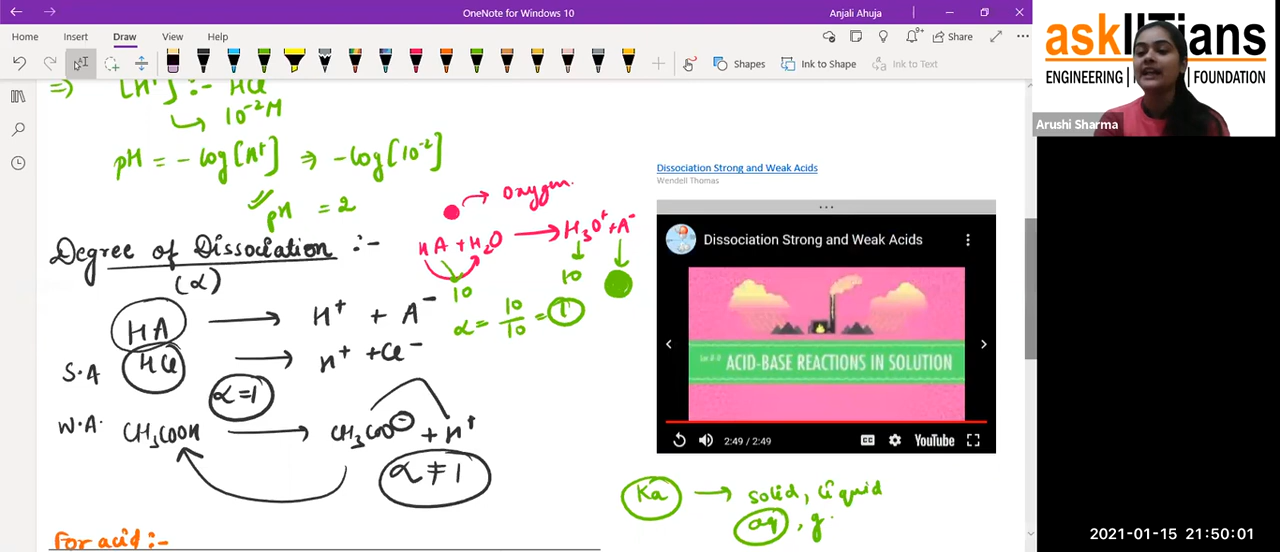 OneNote for Windows 10
Anjali Ahuja
Home Insert Draw View Help
Share
Shapes Ink to Shape Ink to Text
askIITians
ENGINEERING | | FOUNDATION
Arushi Sharma
=) [H+] :- HCl
10⁻² M
pH = -log[H+] => -log[10⁻²]
pH = 2
Oxygen.
HA + H₂O → H₃O⁺ + A⁻
10 10
α = 10/10 = 1
Degree of Dissociation :-
(α)
HA → H⁺ + A⁻
S.A HCl → H⁺ + Cl⁻
α = 1
W.A. CH₃COOH → CH₃COO⊖ + H⁺
α ≠ 1
For acid :-
Dissociation Strong and Weak Acids
Wendell Thomas
Dissociation Strong and Weak Acids
ACID-BASE REACTIONS IN SOLUTION
2:49 / 2:49
CC
YouTube
Ka → solid, liquid
aq, g.
2021-01-15 21:50:01